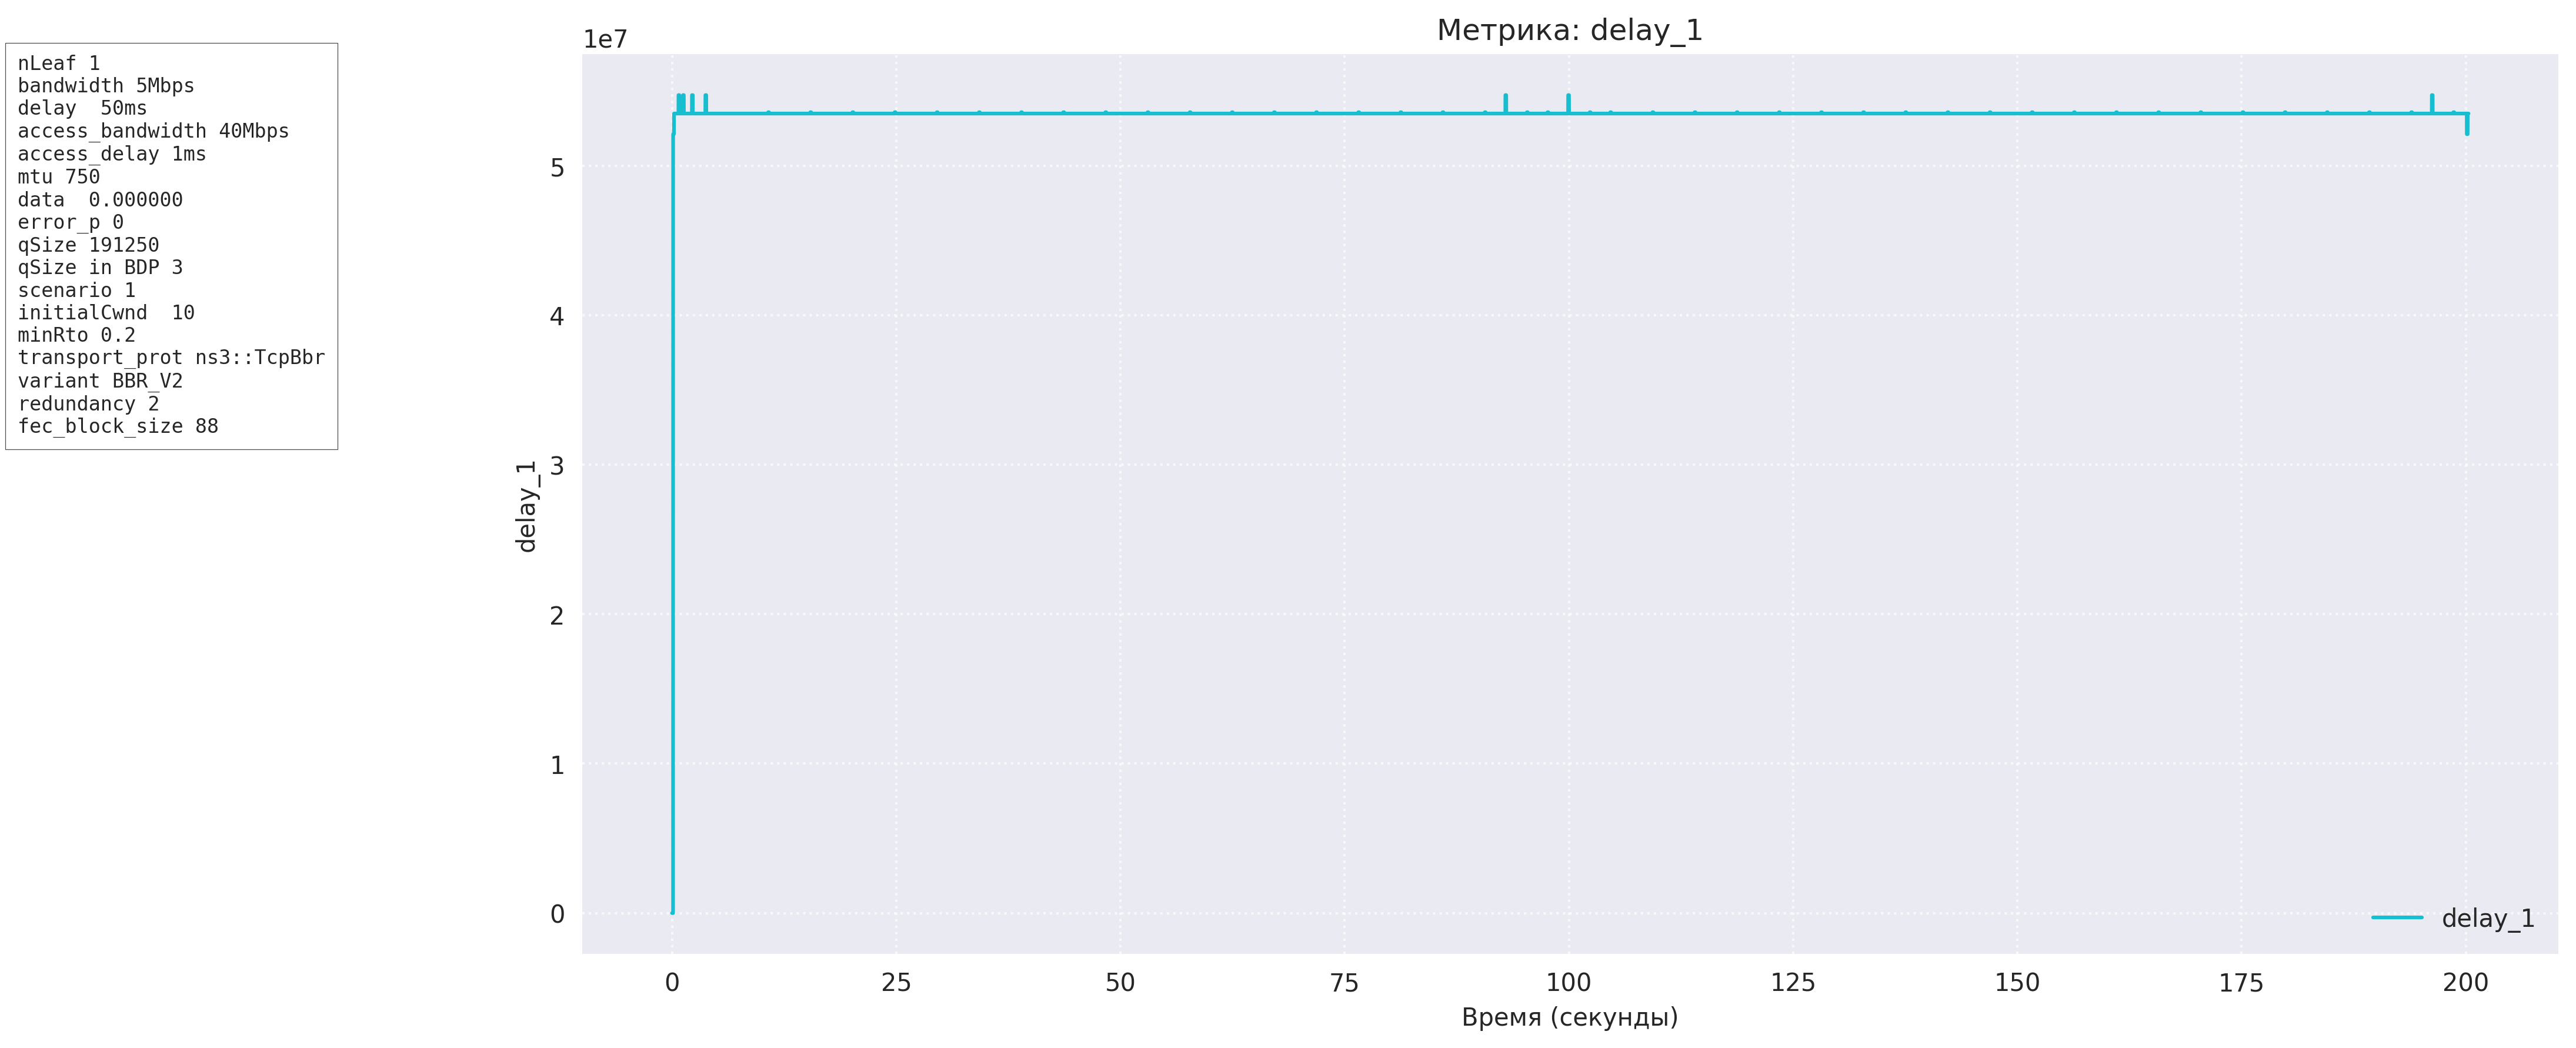 nLeaf 1
bandwidth 5Mbps
delay  50ms
access_bandwidth 40Mbps
access_delay 1ms
mtu 750
data  0.000000
error_p 0
qSize 191250
qSize in BDP 3
scenario 1
initialCwnd  10
minRto 0.2
transport_prot ns3::TcpBbr
variant BBR_V2
redundancy 2
fec_block_size 88
Метрика: delay_1
1e7
5
4
3
2
1
0
delay_1
0 25 50 75 100 125 150 175 200
Время (секунды)
delay_1